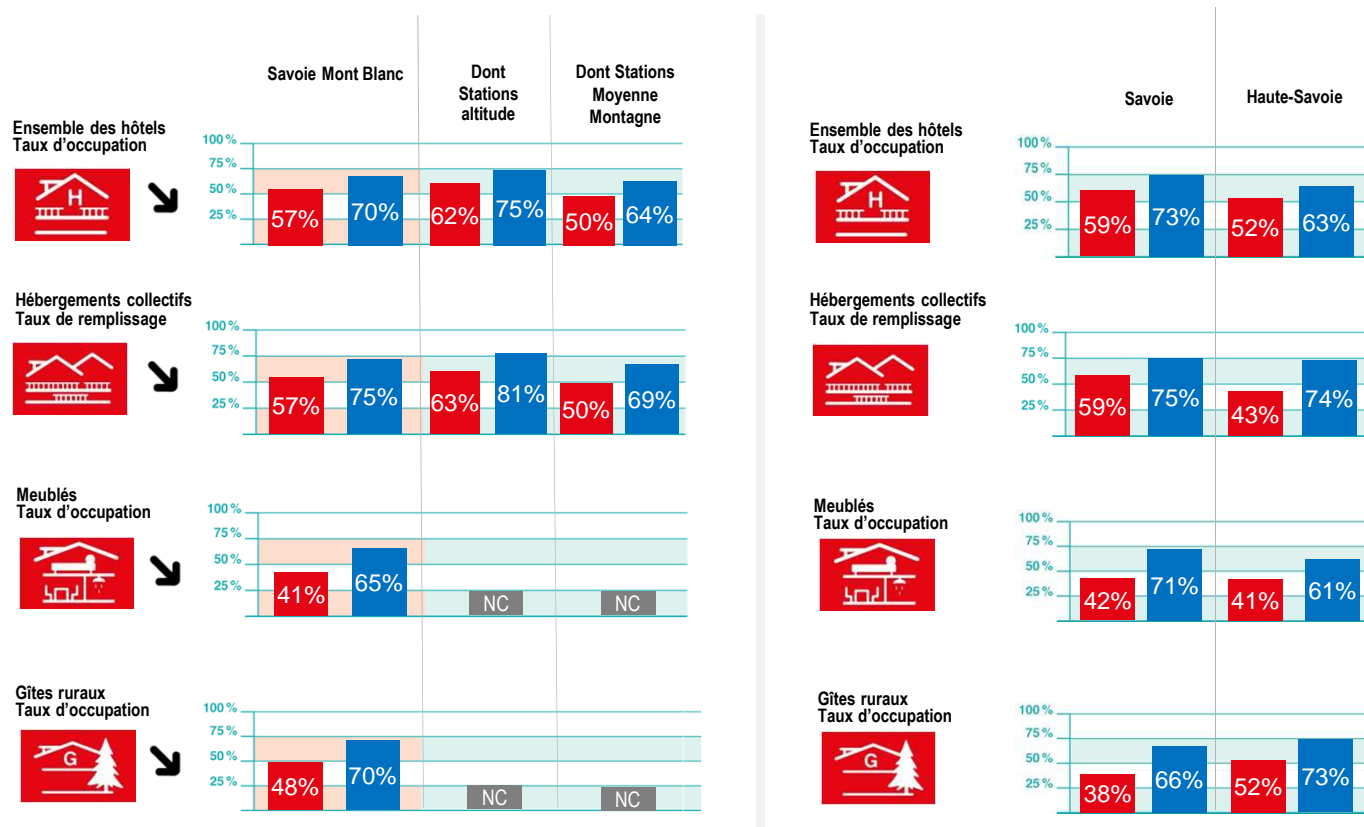 Savoie Mont Blanc
Dont
Stations
altitude
Dont Stations
Moyenne
Montagne
Ensemble des hôtels
Taux d'occupation
H
100%
75%
50%
25%
57%
70%
62%
75%
50%
64%
Hébergements collectifs
Taux de remplissage
100%
75%
50%
25%
57%
75%
63%
81%
50%
69%
Meublés
Taux d'occupation
100%
75%
50%
25%
41%
65%
NC
NC
Gîtes ruraux
Taux d'occupation
G
100%
75%
50%
25%
48%
70%
NC
NC
Savoie
Haute-Savoie
Ensemble des hôtels
Taux d'occupation
H
100%
75%
50%
25%
59%
73%
52%
63%
Hébergements collectifs
Taux de remplissage
100%
75%
50%
25%
59%
75%
43%
74%
Meublés
Taux d'occupation
100%
75%
50%
25%
42%
71%
41%
61%
Gîtes ruraux
Taux d'occupation
G
100%
75%
50%
25%
38%
66%
52%
73%